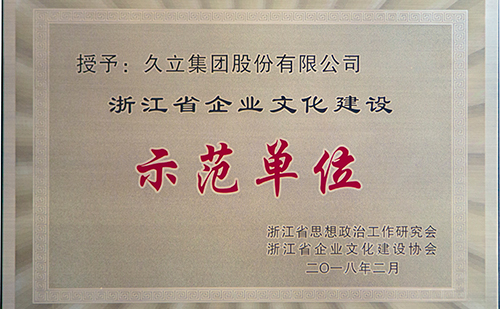 授予：久立集团股份有限公司
浙江省企业文化建设
示范单位
浙江省思想政治工作研究会
浙江省企业文化建设协会
二〇一八年二月